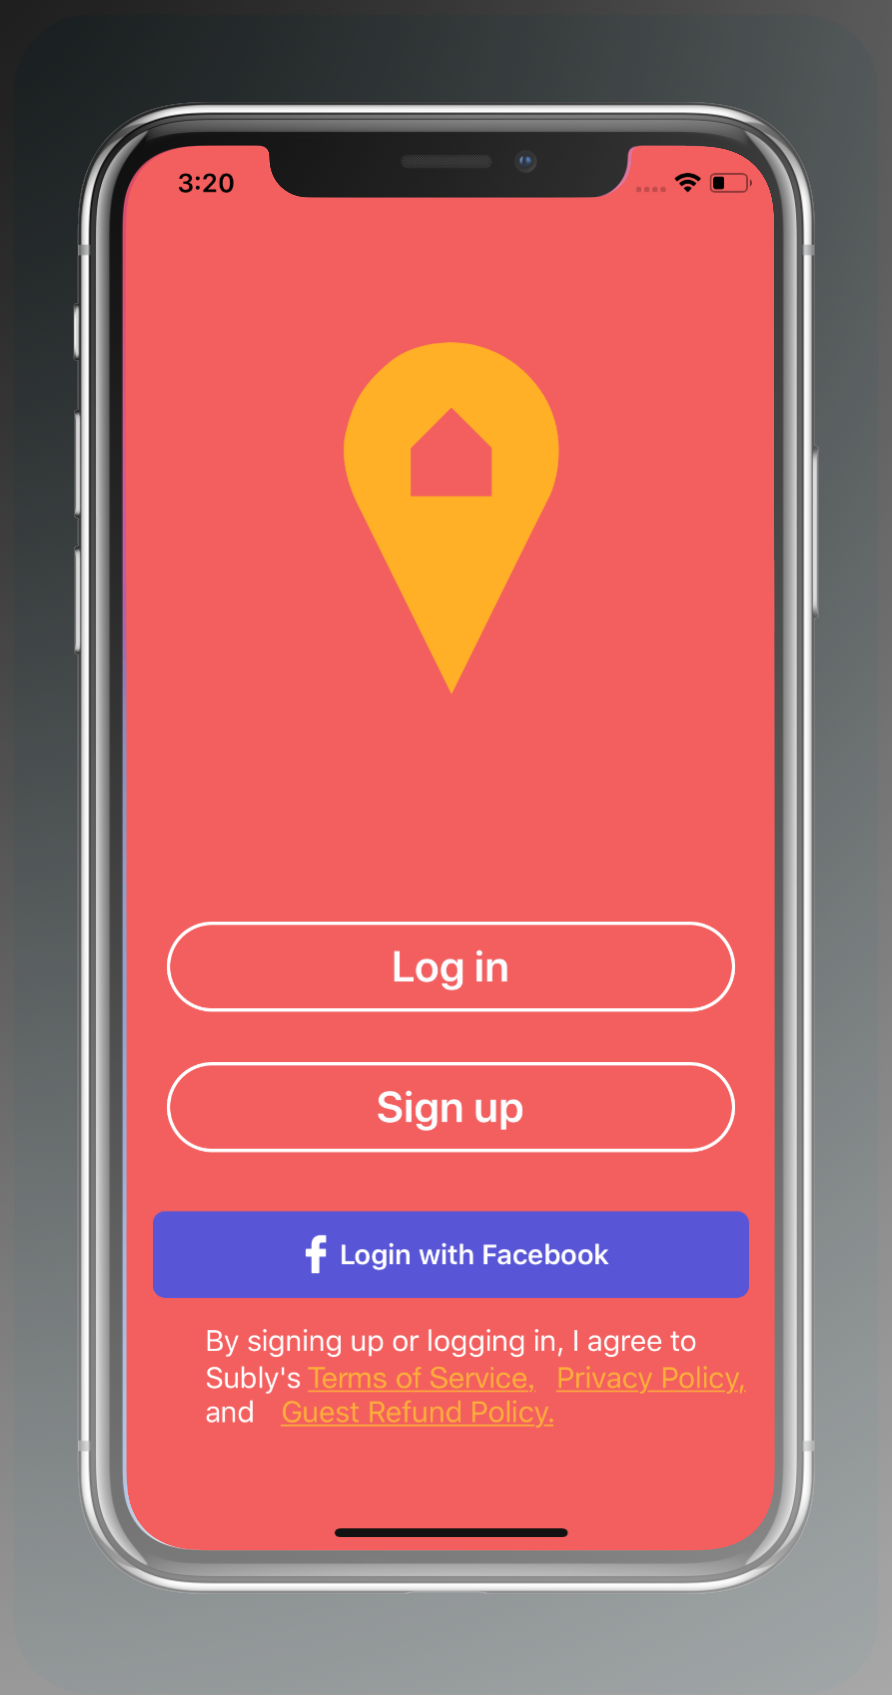 3:20
Log in
Sign up
Login with Facebook
By signing up or logging in, I agree to
Subly's Terms of Service, Privacy Policy,
and Guest Refund Policy.